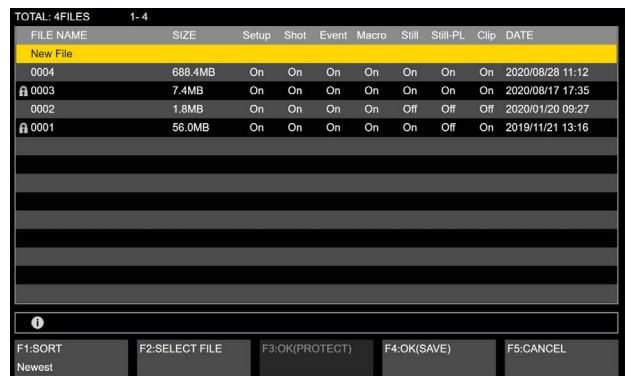 TOTAL: 4FILES 1- 4
FILE NAME SIZE Setup Shot Event Macro Still Still-PL Clip DATE
New File
0004 688.4MB On On On On On On On 2020/08/28 11:12
0003 7.4MB On On On On On On On 2020/08/17 17:35
0002 1.8MB On On On On Off Off Off 2020/01/20 09:27
0001 56.0MB On On On On On Off On 2019/11/21 13:16
F1:SORT F2:SELECT FILE F3:OK(PROTECT) F4:OK(SAVE) F5:CANCEL
Newest